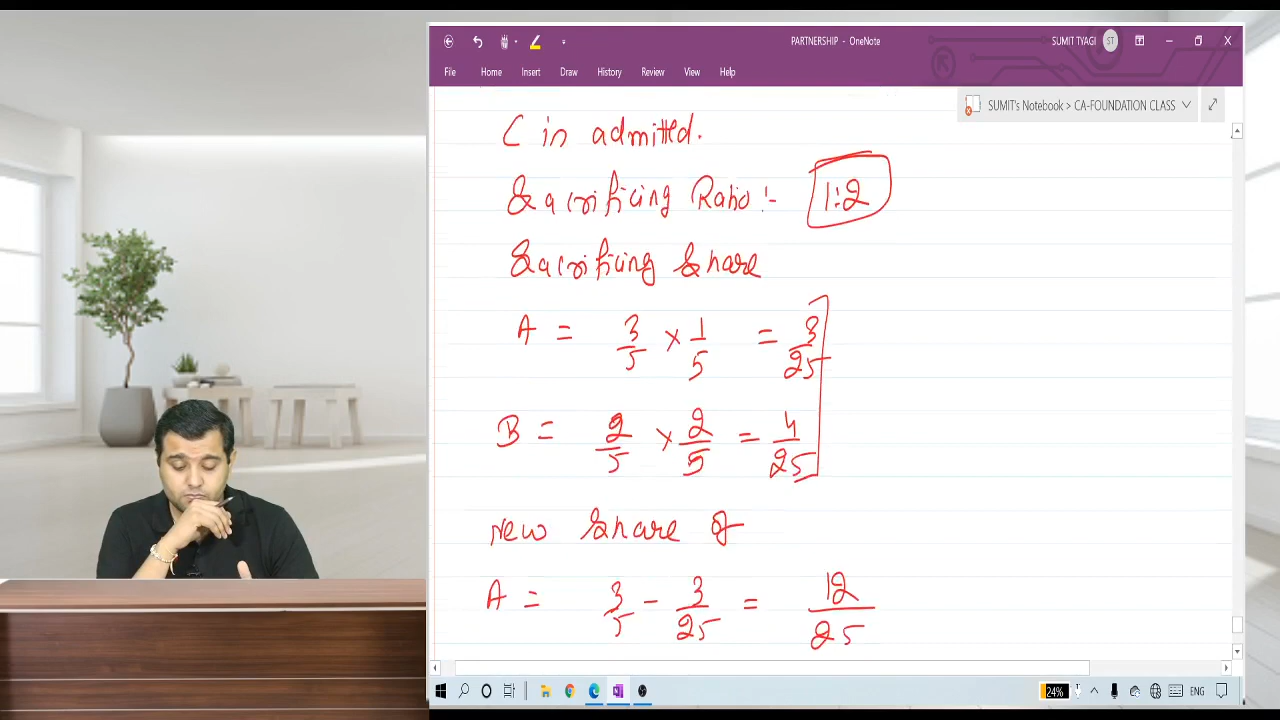 PARTNERSHIP - OneNote
SUMIT TYAGI ST
File Home Insert Draw History Review View Help
SUMIT's Notebook > CA-FOUNDATION CLASS
C is admitted.
Sacrificing Ratio:- 1:2
Sacrificing Share
A = 3/5 × 1/5 = 3/25
B = 2/5 × 2/5 = 4/25
New Share of
A = 3/5 - 3/25 = 12/25
24%
ENG